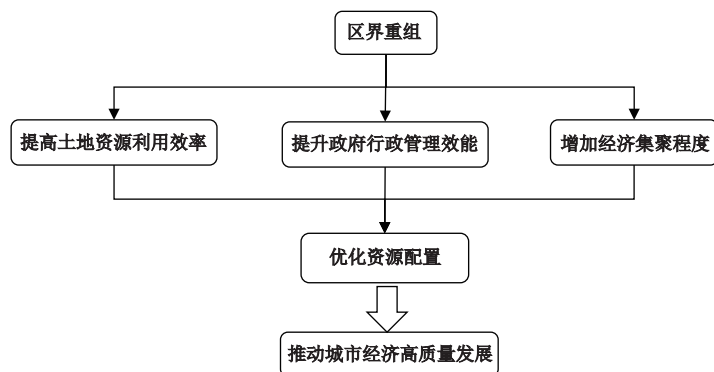 区界重组
提高土地资源利用效率
提升政府行政管理效能
增加经济集聚程度
优化资源配置
推动城市经济高质量发展